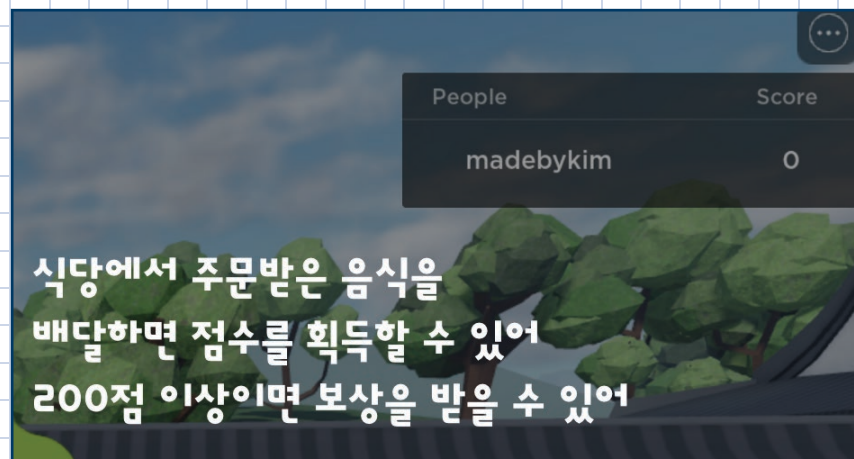 People Score
madebykim 0
식당에서 주문받은 음식을
배달하면 점수를 획득할 수 있어
200점 이상이면 보상을 받을 수 있어